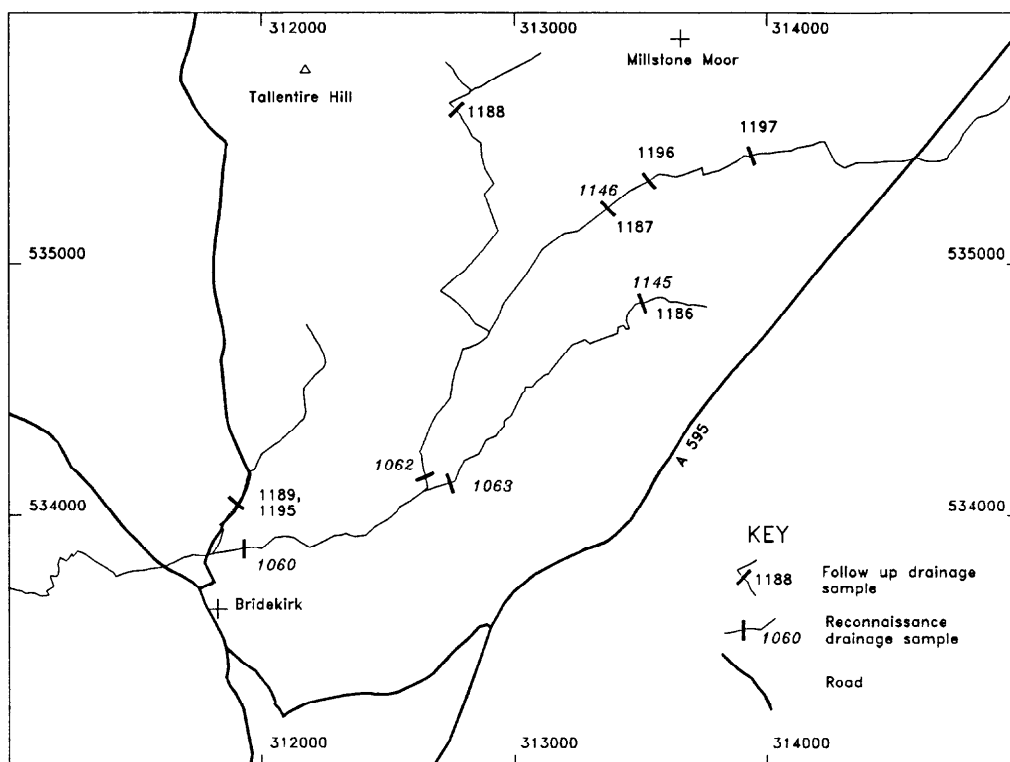 312000
313000
314000
Tallentire Hill
Millstone Moor
1188
1197
1196
1146
1187
535000
535000
1145
1186
A 595
1062
1063
534000
1189,
1195
534000
1060
KEY
Bridekirk
1188
Follow up drainage
sample
1060
Reconnaissance
drainage sample
Road
312000
313000
314000